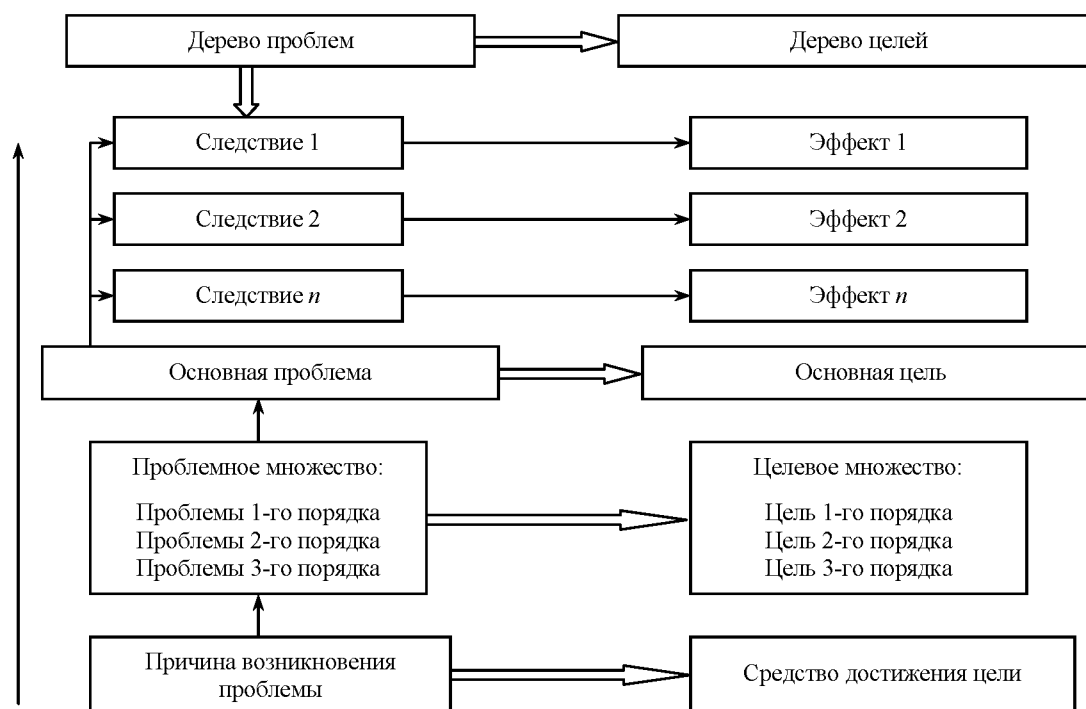 Дерево проблем
Дерево целей
Следствие 1
Эффект 1
Следствие 2
Эффект 2
Следствие n
Эффект n
Основная проблема
Основная цель
Проблемное множество:
Проблемы 1-го порядка
Проблемы 2-го порядка
Проблемы 3-го порядка
Целевое множество:
Цель 1-го порядка
Цель 2-го порядка
Цель 3-го порядка
Причина возникновения
проблемы
Средство достижения цели